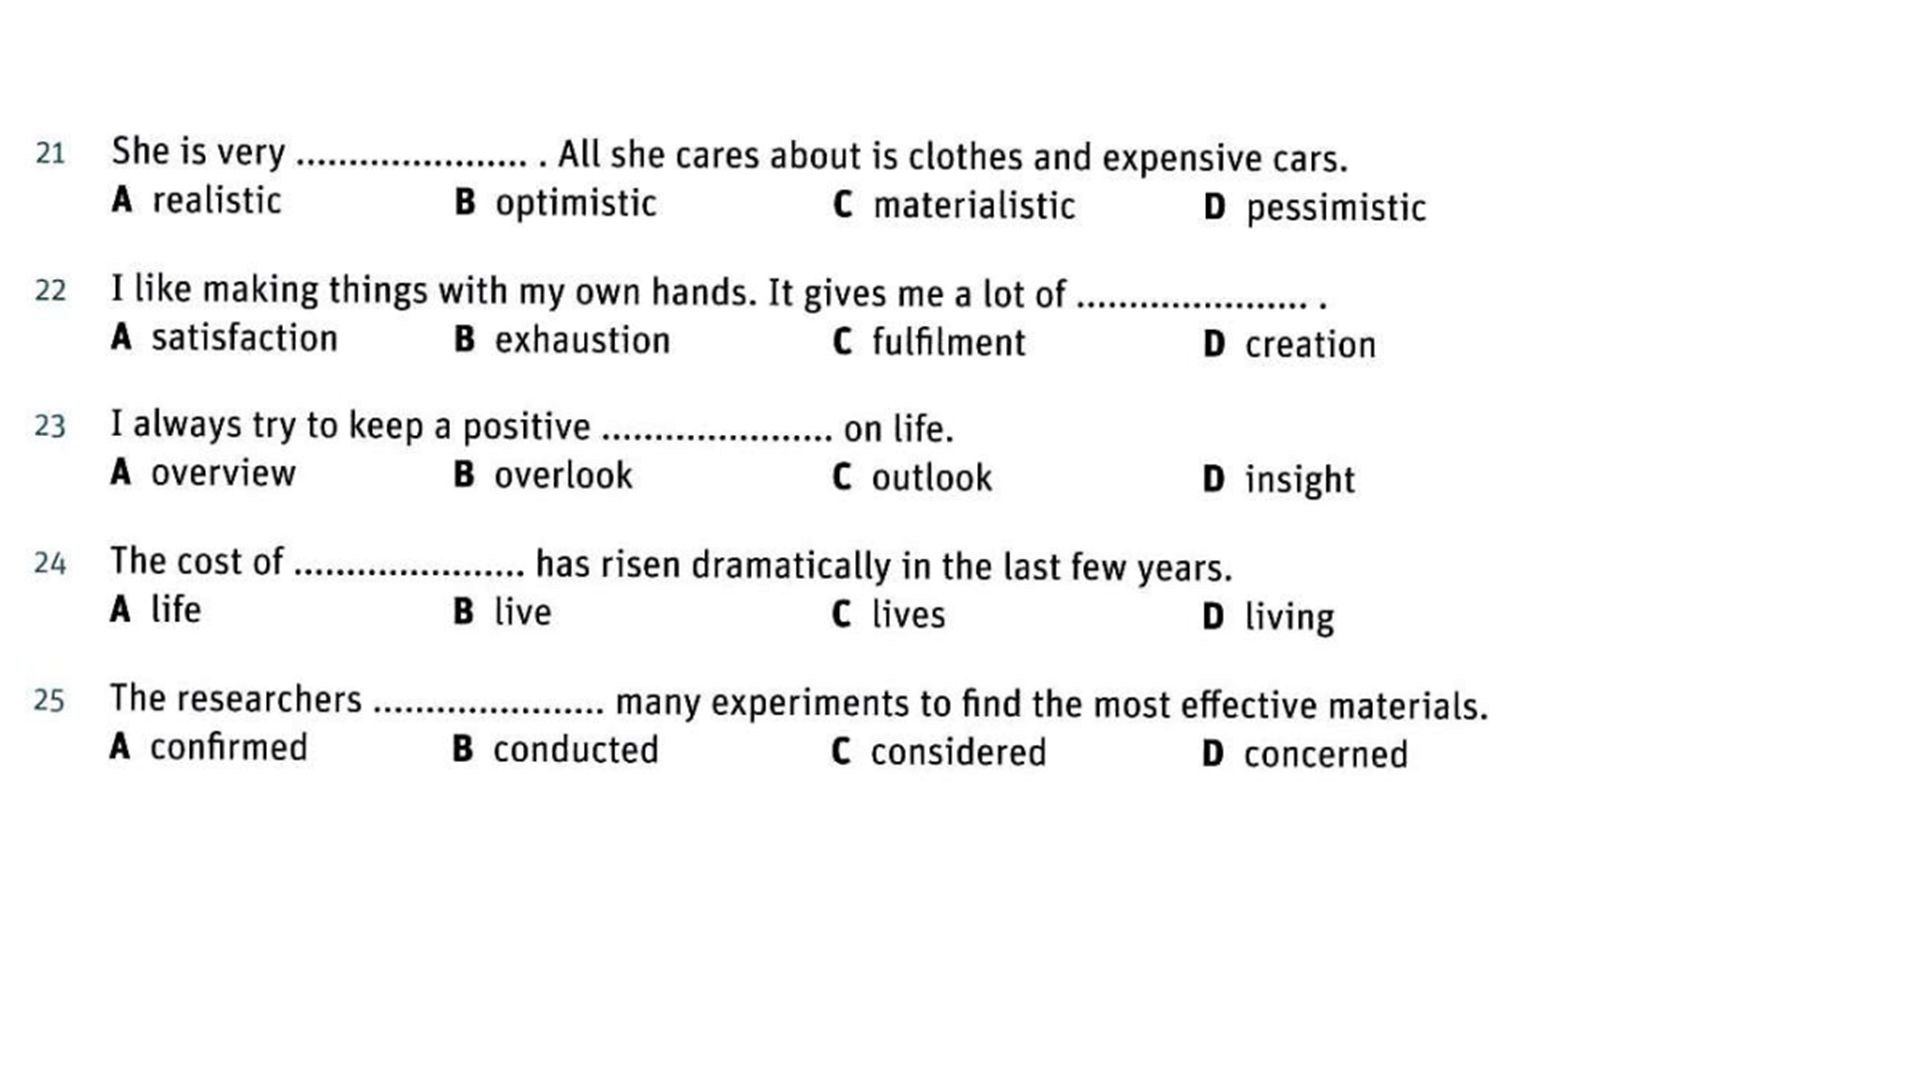 21 She is very ...................... . All she cares about is clothes and expensive cars.
A realistic B optimistic C materialistic D pessimistic
22 I like making things with my own hands. It gives me a lot of ...................... .
A satisfaction B exhaustion C fulfilment D creation
23 I always try to keep a positive ...................... on life.
A overview B overlook C outlook D insight
24 The cost of ...................... has risen dramatically in the last few years.
A life B live C lives D living
25 The researchers ...................... many experiments to find the most effective materials.
A confirmed B conducted C considered D concerned